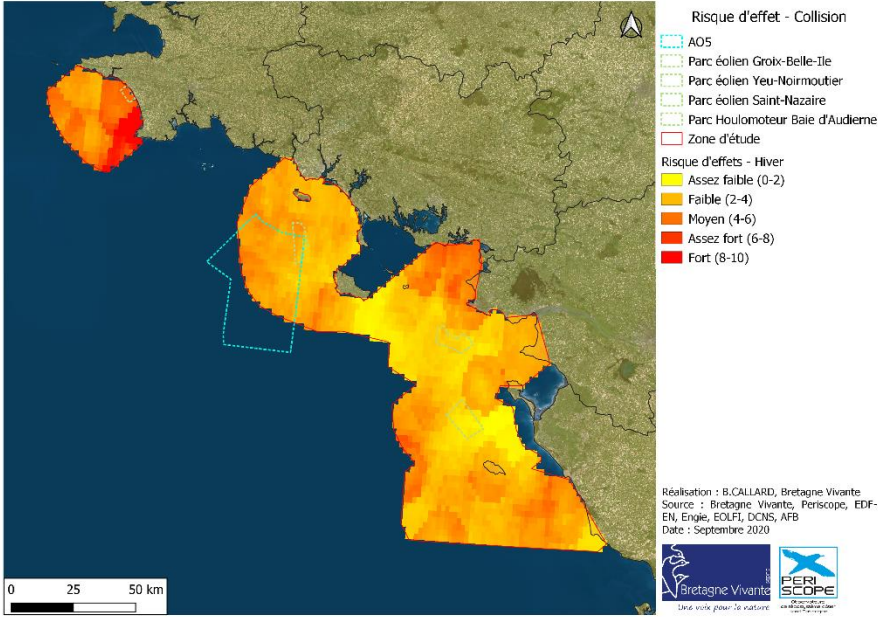 Risque d'effet - Collision
AO5
Parc éolien Groix-Belle-Ile
Parc éolien Yeu-Noirmoutier
Parc éolien Saint-Nazaire
Parc Houlomoteur Baie d'Audierne
Zone d'étude
Risque d'effets - Hiver
Assez faible (0-2)
Faible (2-4)
Moyen (4-6)
Assez fort (6-8)
Fort (8-10)
Réalisation : B.CALLARD, Bretagne Vivante
Source : Bretagne Vivante, Periscope, EDF-
EN, Engie, EOLFI, DCNS, AFB
Date : Septembre 2020
0 25 50 km
Bretagne Vivante
Une voix pour la nature
PERI
SCOPE